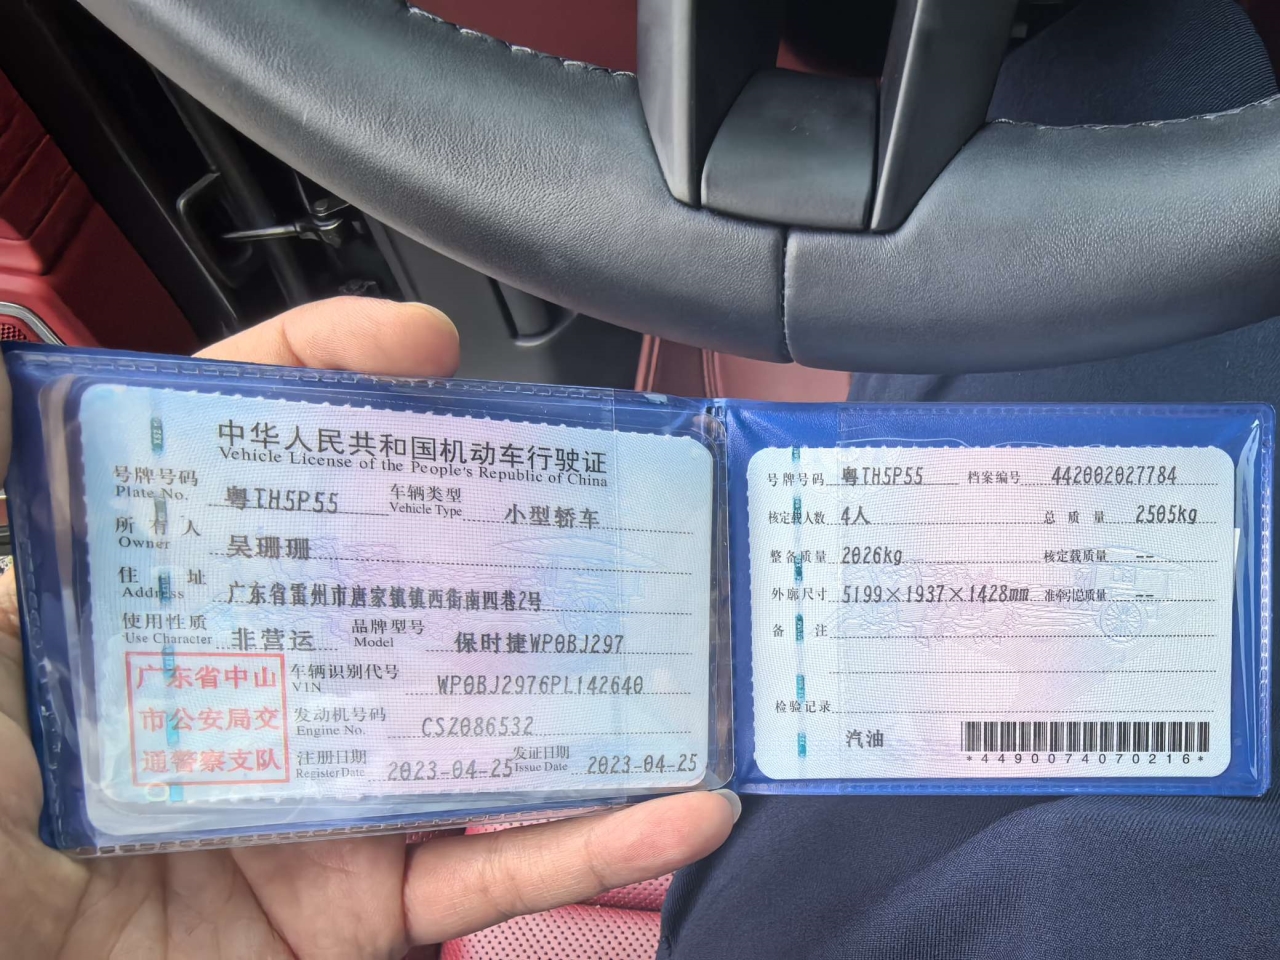 中华人民共和国机动车行驶证
Vehicle License of the People's Republic of China
号牌号码 粤TH5P55 车辆类型 小型轿车
Plate No. Vehicle Type
所有人 吴珊珊
Owner
住址 广东省雷州市唐家镇镇西街南四巷2号
Address
使用性质 非营运 品牌型号 保时捷WP0BJ297
Use Character Model
广东省中山
市公安局交
通警察支队
车辆识别代号 WP0BJ2976PL142640
VIN
发动机号码 CSZ086532
Engine No.
注册日期 2023-04-25 发证日期 2023-04-25
Register Date Issue Date
号牌号码 粤TH5P55 档案编号 442002027784
核定载人数 4人 总质量 2505kg
整备质量 2026kg 核定载质量 --
外廓尺寸 5199×1937×1428mm 准牵引总质量 --
备注
检验记录
汽油
*4490074070216*